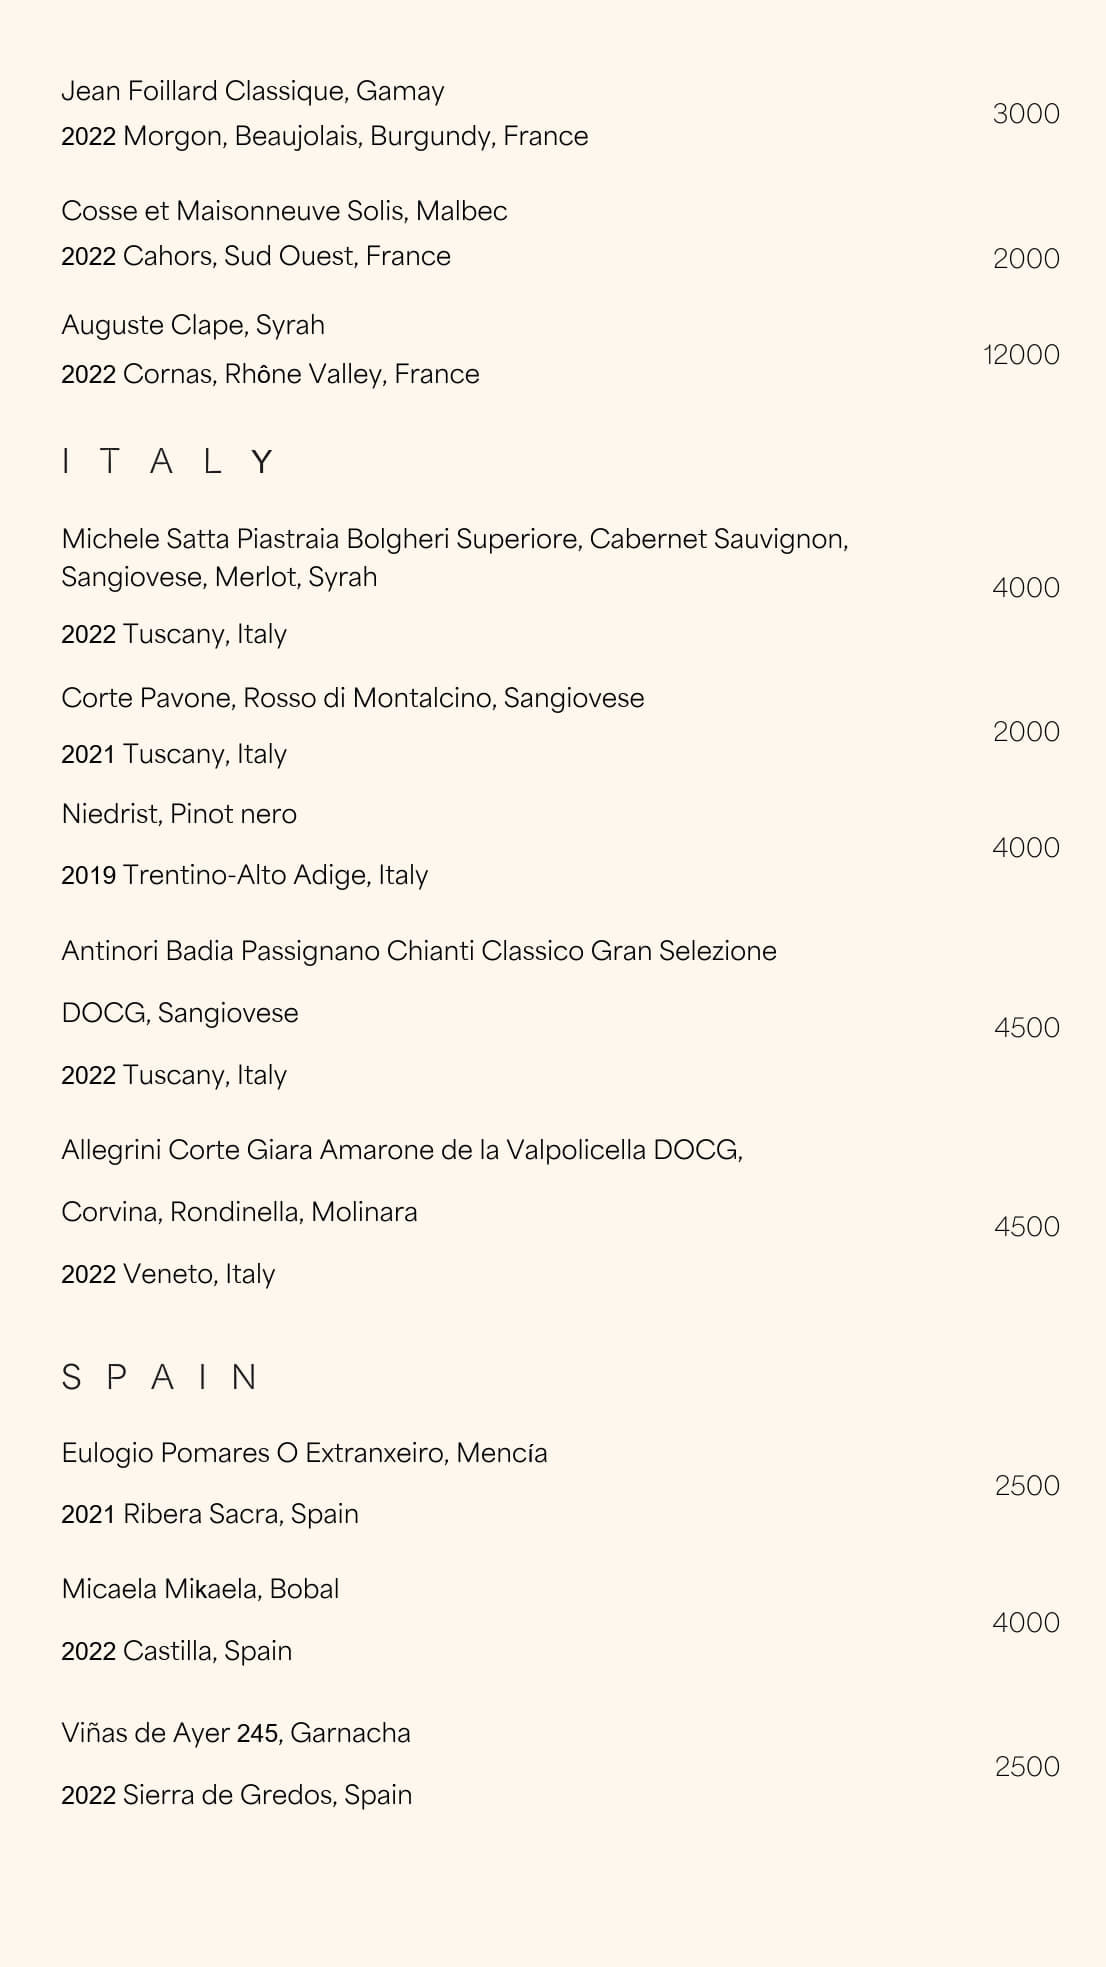 Jean Foillard Classique, Gamay
3000
2022 Morgon, Beaujolais, Burgundy, France
Cosse et Maisonneuve Solis, Malbec
2022 Cahors, Sud Ouest, France
2000
Auguste Clape, Syrah
12000
2022 Cornas, Rhône Valley, France
ITALY
Michele Satta Piastraia Bolgheri Superiore, Cabernet Sauvignon,
Sangiovese, Merlot, Syrah
4000
2022 Tuscany, Italy
Corte Pavone, Rosso di Montalcino, Sangiovese
2000
2021 Tuscany, Italy
Niedrist, Pinot nero
4000
2019 Trentino-Alto Adige, Italy
Antinori Badia Passignano Chianti Classico Gran Selezione
DOCG, Sangiovese
4500
2022 Tuscany, Italy
Allegrini Corte Giara Amarone de la Valpolicella DOCG,
Corvina, Rondinella, Molinara
4500
2022 Veneto, Italy
SPAIN
Eulogio Pomares O Extranxeiro, Mencía
2500
2021 Ribera Sacra, Spain
Micaela Mikaela, Bobal
4000
2022 Castilla, Spain
Viñas de Ayer 245, Garnacha
2500
2022 Sierra de Gredos, Spain